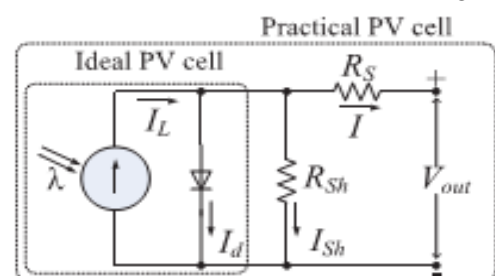 Practical PV cell
Ideal PV cell
R_S
+
I_L
I
λ
R_Sh
V_out
I_d
I_Sh